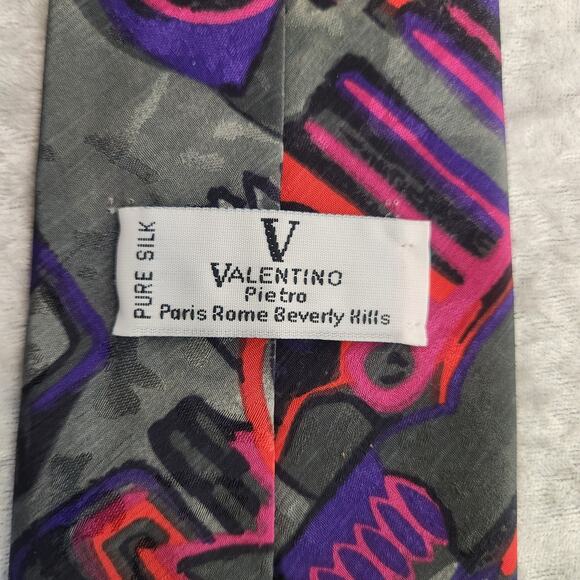 PURE SILK
V
VALENTINO
Pietro
Paris Rome Beverly Hills